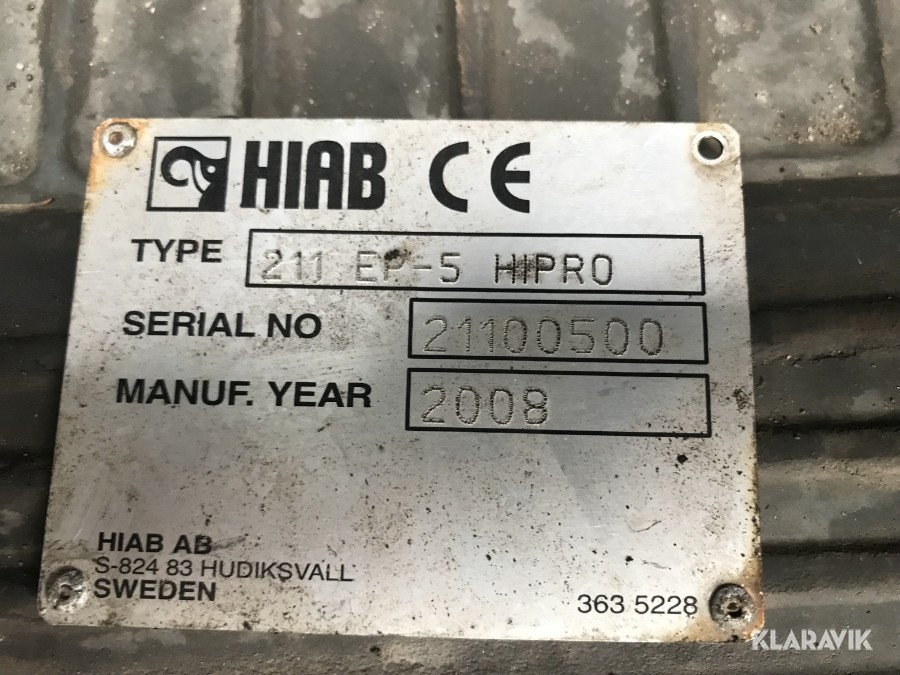 HIAB CE
TYPE 211 EP-5 HIPRO
SERIAL NO 21100500
MANUF. YEAR 2008
HIAB AB
S-824 83 HUDIKSVALL
SWEDEN
363 5228
KLARAVIK